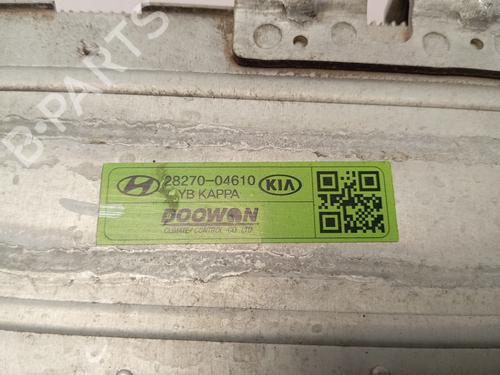 B-PARTS
28270-04610
YB KAPPA
KIA
DOOWON
CLIMATE CONTROL CO., LTD.